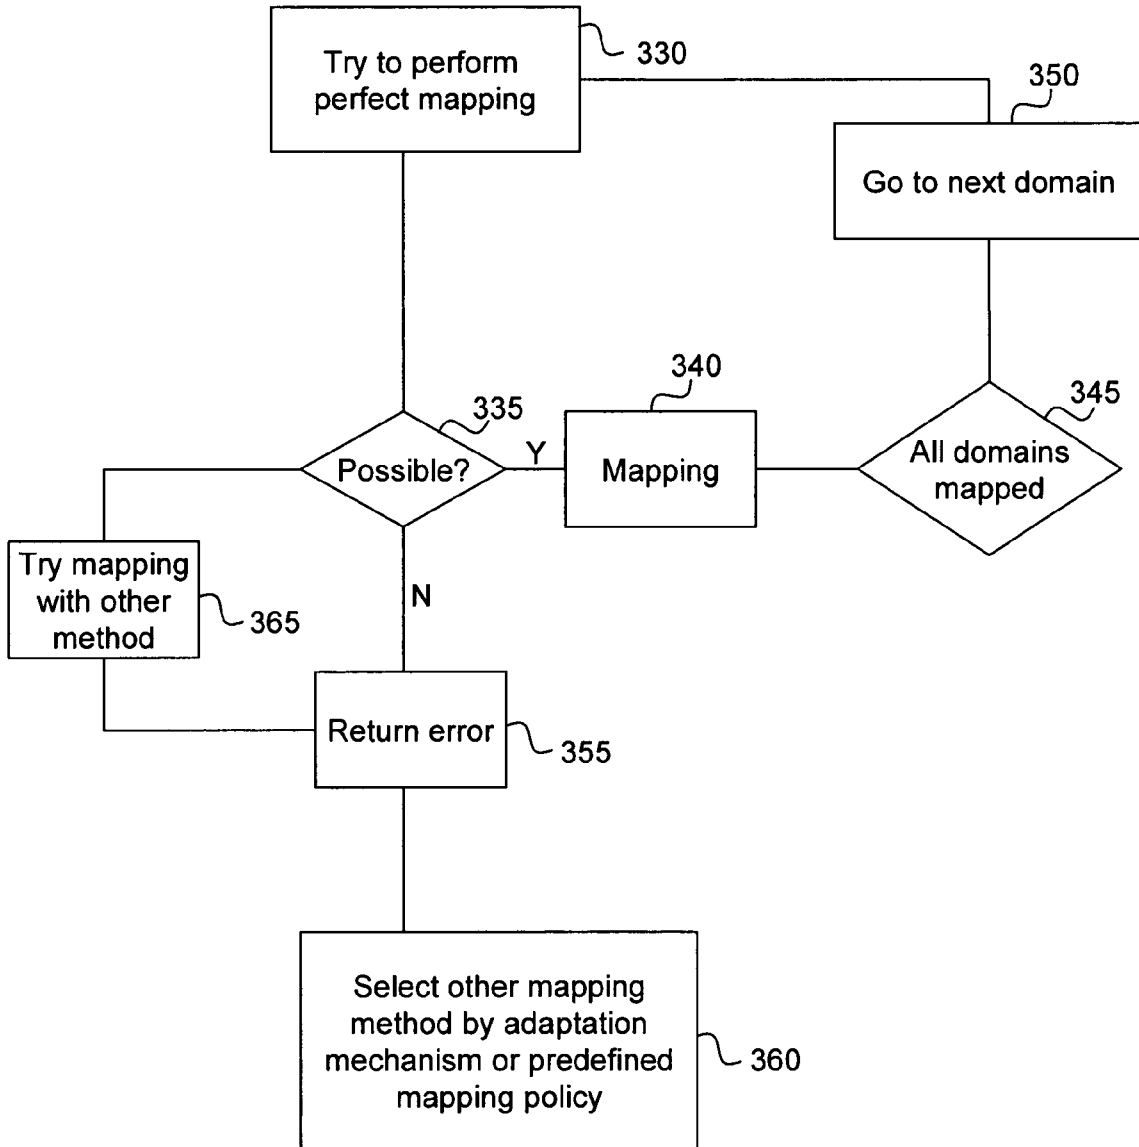 Try to perform
perfect mapping
330
350
Go to next domain
340
335
345
Possible?
Y
Mapping
All domains
mapped
Try mapping
with other
method
365
N
Return error
355
Select other mapping
method by adaptation
mechanism or predefined
mapping policy
360